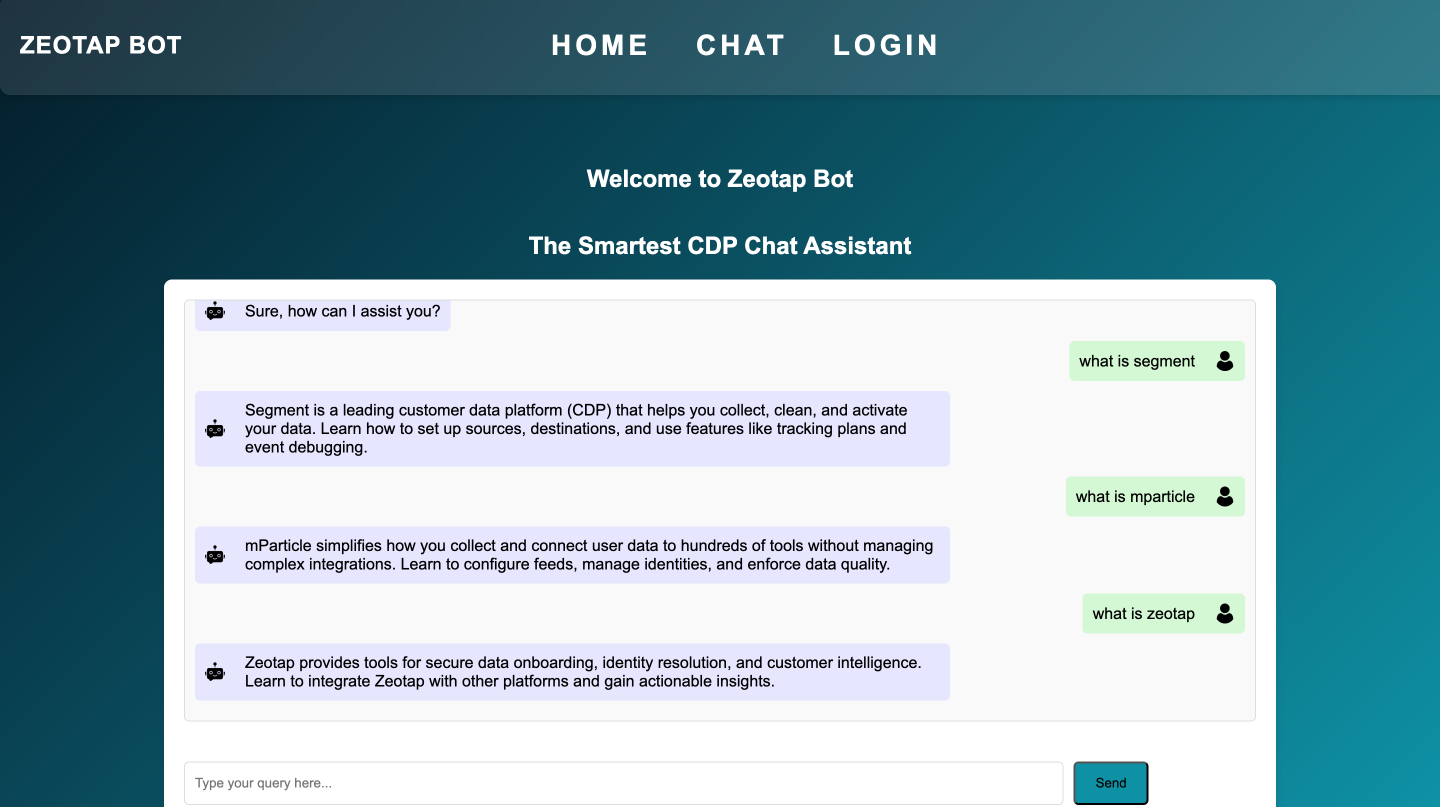 ZEOTAP BOT
HOME CHAT LOGIN
Welcome to Zeotap Bot
The Smartest CDP Chat Assistant
Sure, how can I assist you?
what is segment
Segment is a leading customer data platform (CDP) that helps you collect, clean, and activate
your data. Learn how to set up sources, destinations, and use features like tracking plans and
event debugging.
what is mparticle
mParticle simplifies how you collect and connect user data to hundreds of tools without managing
complex integrations. Learn to configure feeds, manage identities, and enforce data quality.
what is zeotap
Zeotap provides tools for secure data onboarding, identity resolution, and customer intelligence.
Learn to integrate Zeotap with other platforms and gain actionable insights.
Type your query here...
Send